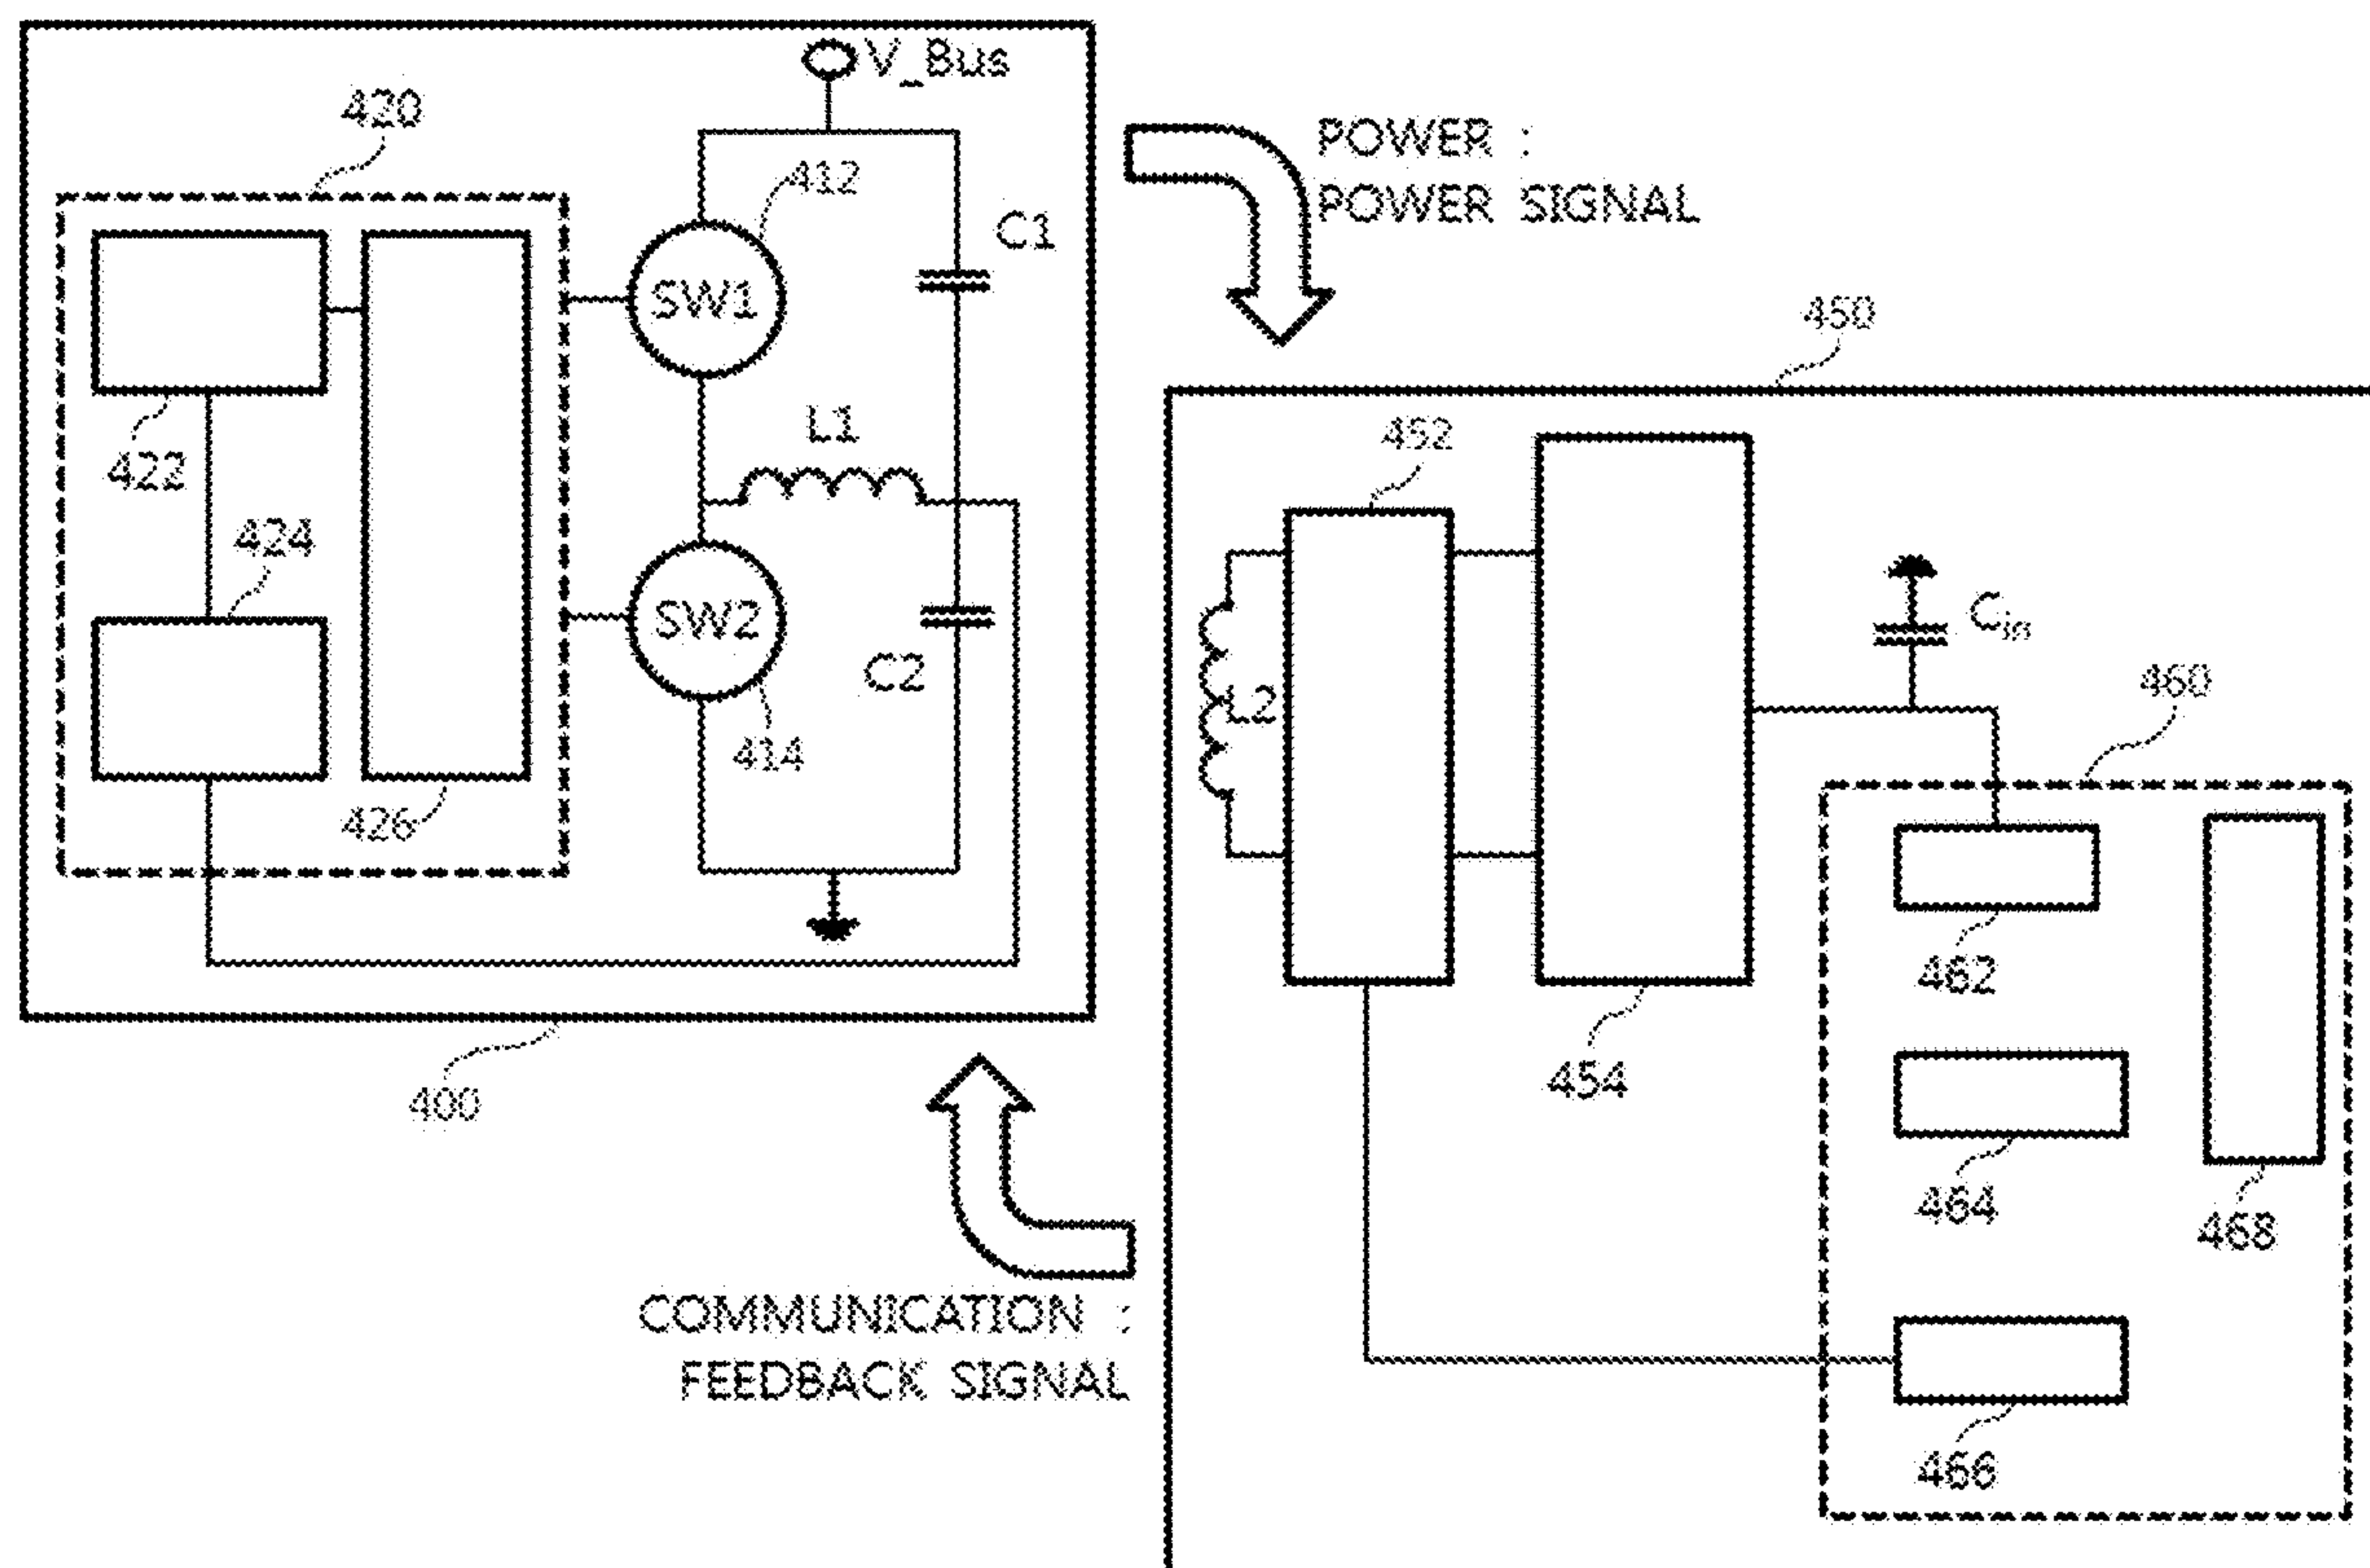 V_Bus
420
412
C1
SW1
422
L1
424
SW2
C2
414
426
400
POWER :
POWER SIGNAL
450
452
L2
Cin
460
462
454
464
468
466
COMMUNICATION :
FEEDBACK SIGNAL